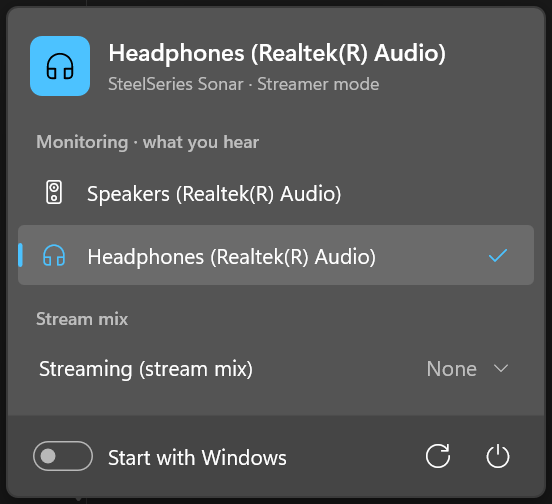 Headphones (Realtek(R) Audio)
SteelSeries Sonar · Streamer mode
Monitoring · what you hear
Speakers (Realtek(R) Audio)
Headphones (Realtek(R) Audio)
Stream mix
Streaming (stream mix) None
Start with Windows